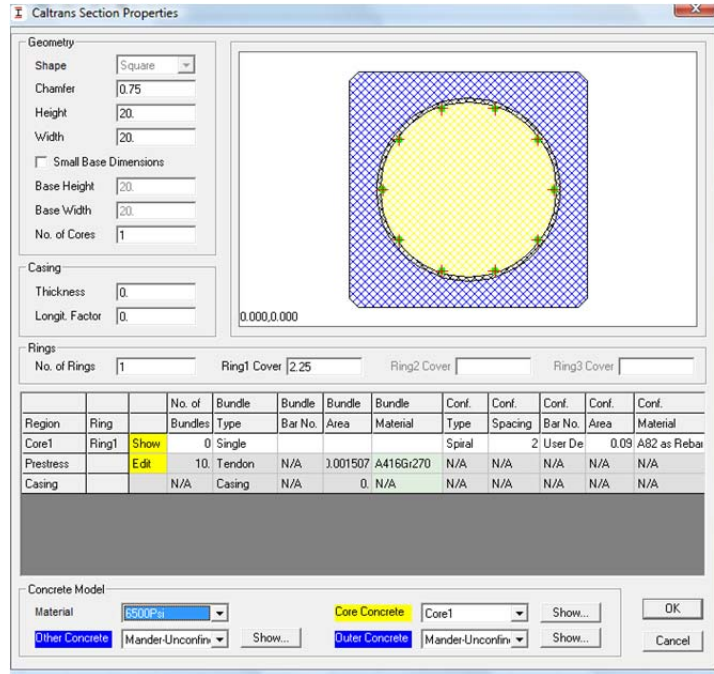 Caltrans Section Properties
Geometry
Shape Square
Chamfer 0.75
Height 20.
Width 20.
Small Base Dimensions
Base Height 20.
Base Width 20.
No. of Cores 1
Casing
Thickness 0.
Longit. Factor 0.
0.000,0.000
Rings
No. of Rings 1 Ring1 Cover 2.25 Ring2 Cover Ring3 Cover
No. of Bundle Bundle Bundle Bundle Conf. Conf. Conf. Conf. Conf.
Region Ring Bundles Type Bar No. Area Material Type Spacing Bar No. Area Material
Core1 Ring1 Show 0 Single Spiral 2 User De 0.09 A82 as Rebar
Prestress Edit 10. Tendon N/A 0.001507 A416Gr270 N/A N/A N/A N/A N/A
Casing N/A Casing N/A 0. N/A N/A N/A N/A N/A N/A
Concrete Model
Material 6500Psi Core Concrete Core1 Show... OK
Other Concrete Mander-Unconfin Show... Outer Concrete Mander-Unconfin Show... Cancel